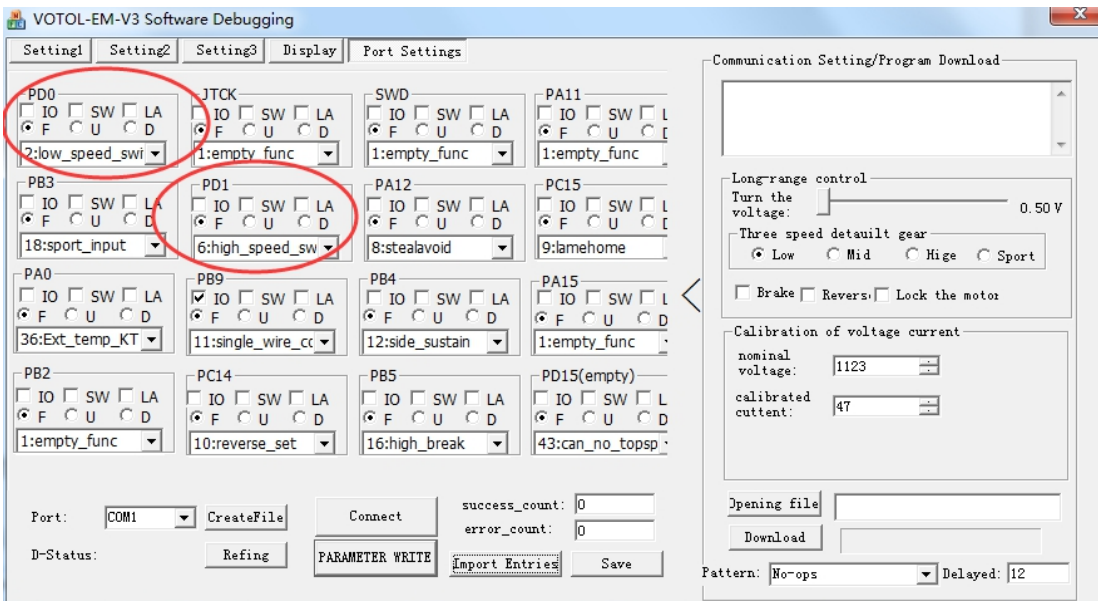 VOTOL-EM-V3 Software Debugging
Setting1 Setting2 Setting3 Display Port Settings
PD0 JTCK SWD PA11
IO SW LA IO SW LA IO SW LA IO SW L
F U D F U D F U D F U D
2:low_speed_swi 1:empty_func 1:empty_func 1:empty_func
PB3 PD1 PA12 PC15
IO SW LA IO SW LA IO SW LA IO SW L
F U D F U D F U D F U D
18:sport_input 6:high_speed_sw 8:stealavoid 9:lamehome
PA0 PB9 PB4 PA15
IO SW LA IO SW LA IO SW LA IO SW L
F U D F U D F U D F U D
36:Ext_temp_KT 11:single_wire_cc 12:side_sustain 1:empty_func
PB2 PC14 PB5 PD15(empty)
IO SW LA IO SW LA IO SW LA IO SW L
F U D F U D F U D F U D
1:empty_func 10:reverse_set 16:high_break 43:can_no_topsp
Port: COM1 CreateFile Connect success_count: 0
error_count: 0
D-Status: Refing PARAMETER WRITE Import Entries Save
Communication Setting/Program Download
Long-range control
Turn the
voltage: 0.50 V
Three speed detauilt gear
Low Mid Hige Sport
Brake Revers Lock the motor
Calibration of voltage current
nominal
voltage: 1123
calibrated
cuttent: 47
Opening file
Download
Pattern: No-ops Delayed: 12